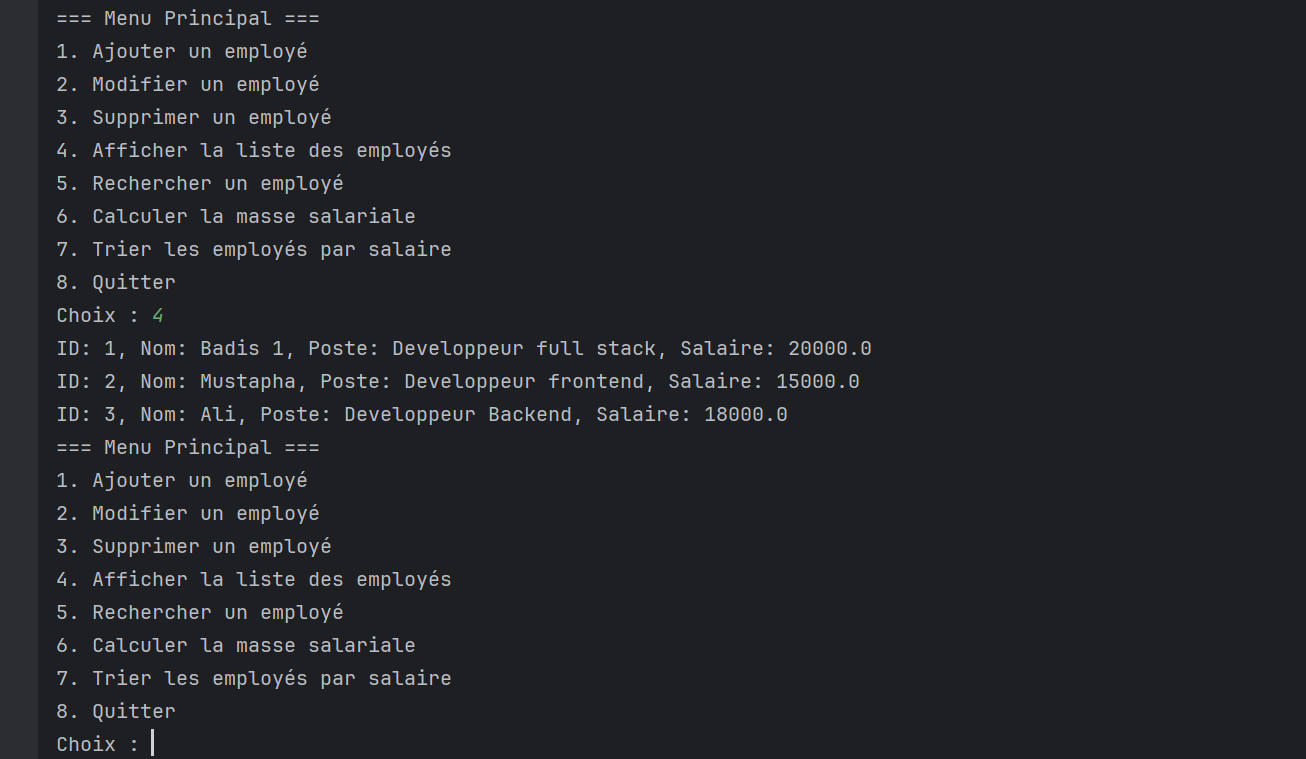 === Menu Principal ===
1. Ajouter un employé
2. Modifier un employé
3. Supprimer un employé
4. Afficher la liste des employés
5. Rechercher un employé
6. Calculer la masse salariale
7. Trier les employés par salaire
8. Quitter
Choix : 4
ID: 1, Nom: Badis 1, Poste: Developpeur full stack, Salaire: 20000.0
ID: 2, Nom: Mustapha, Poste: Developpeur frontend, Salaire: 15000.0
ID: 3, Nom: Ali, Poste: Developpeur Backend, Salaire: 18000.0
=== Menu Principal ===
1. Ajouter un employé
2. Modifier un employé
3. Supprimer un employé
4. Afficher la liste des employés
5. Rechercher un employé
6. Calculer la masse salariale
7. Trier les employés par salaire
8. Quitter
Choix :